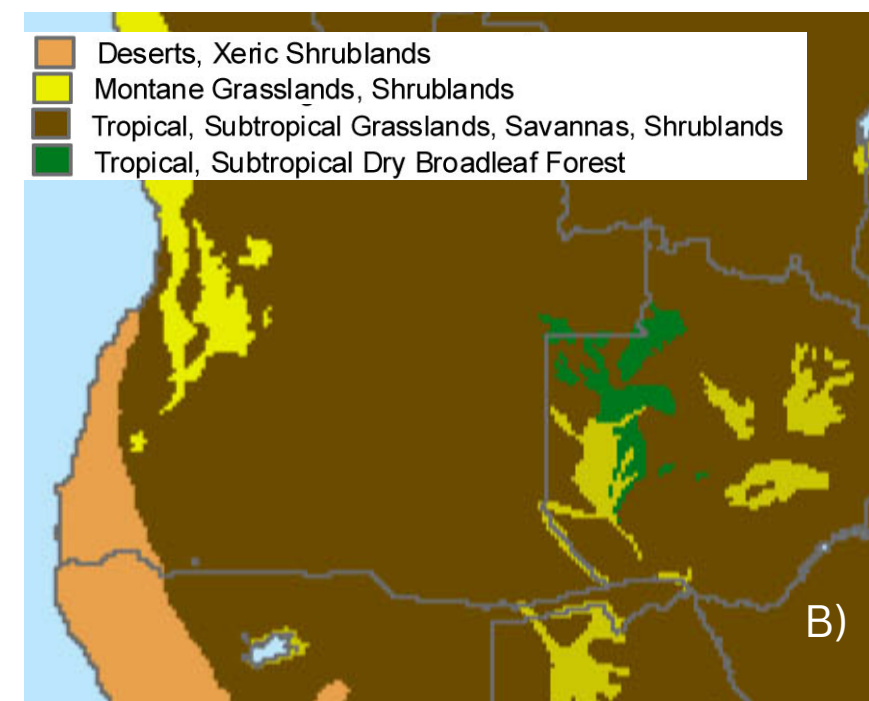 Deserts, Xeric Shrublands
Montane Grasslands, Shrublands
Tropical, Subtropical Grasslands, Savannas, Shrublands
Tropical, Subtropical Dry Broadleaf Forest
B)